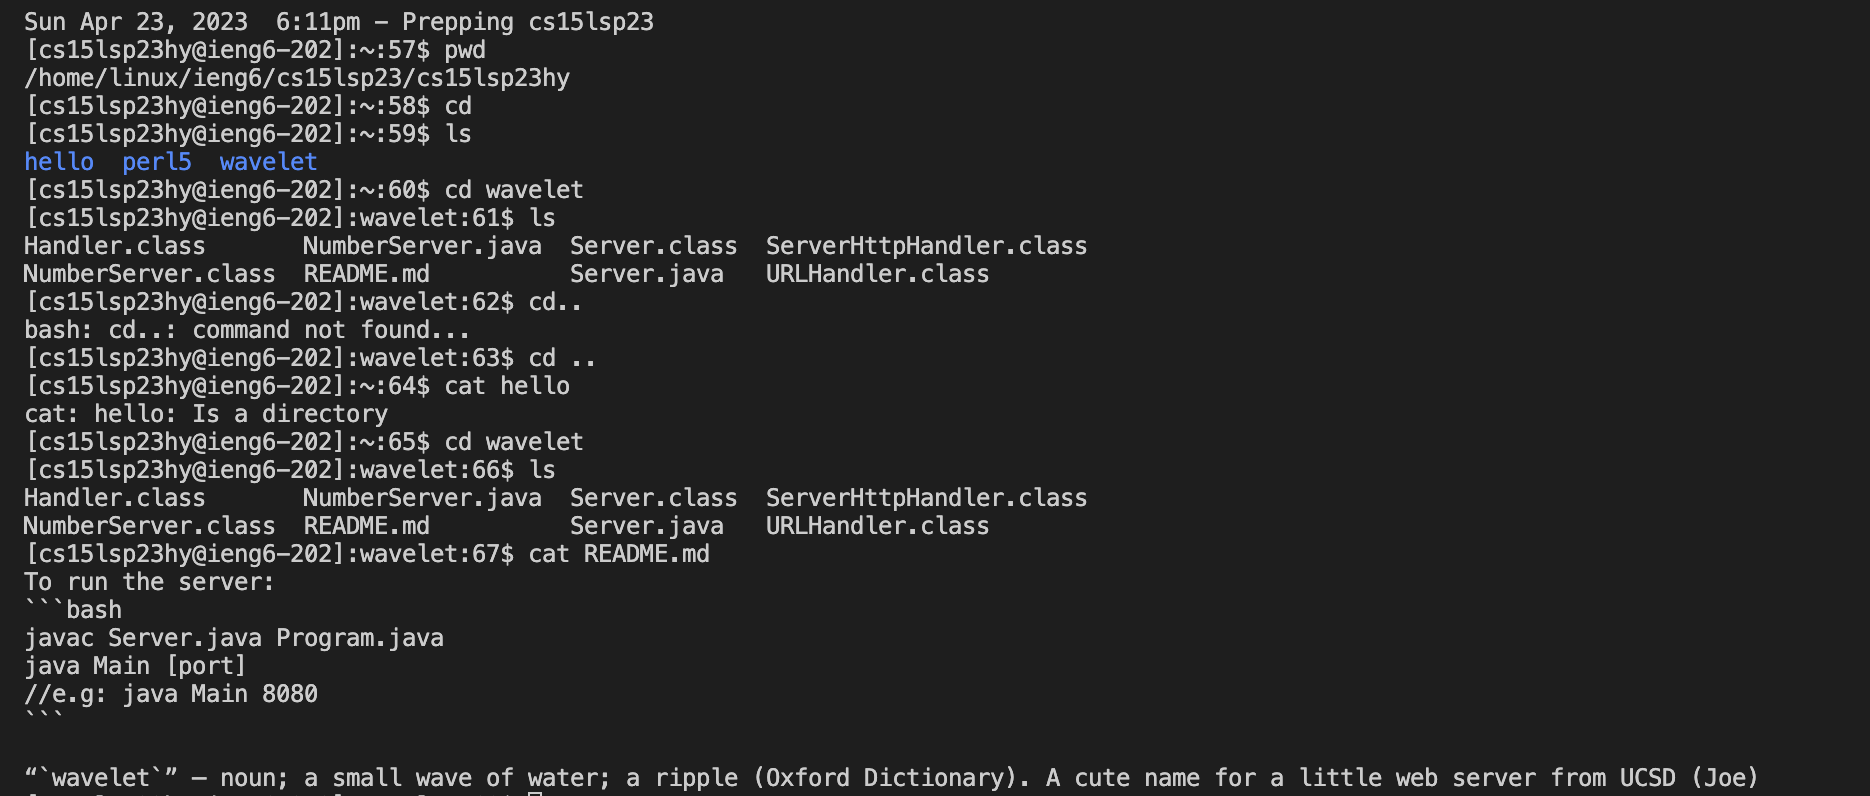 Sun Apr 23, 2023  6:11pm – Prepping cs15lsp23
[cs15lsp23hy@ieng6-202]:~:57$ pwd
/home/linux/ieng6/cs15lsp23/cs15lsp23hy
[cs15lsp23hy@ieng6-202]:~:58$ cd
[cs15lsp23hy@ieng6-202]:~:59$ ls
hello  perl5  wavelet
[cs15lsp23hy@ieng6-202]:~:60$ cd wavelet
[cs15lsp23hy@ieng6-202]:wavelet:61$ ls
Handler.class       NumberServer.java  Server.class  ServerHttpHandler.class
NumberServer.class  README.md          Server.java   URLHandler.class
[cs15lsp23hy@ieng6-202]:wavelet:62$ cd..
bash: cd..: command not found...
[cs15lsp23hy@ieng6-202]:wavelet:63$ cd ..
[cs15lsp23hy@ieng6-202]:~:64$ cat hello
cat: hello: Is a directory
[cs15lsp23hy@ieng6-202]:~:65$ cd wavelet
[cs15lsp23hy@ieng6-202]:wavelet:66$ ls
Handler.class       NumberServer.java  Server.class  ServerHttpHandler.class
NumberServer.class  README.md          Server.java   URLHandler.class
[cs15lsp23hy@ieng6-202]:wavelet:67$ cat README.md
To run the server:
```bash
javac Server.java Program.java
java Main [port]
//e.g: java Main 8080
```
“`wavelet`” — noun; a small wave of water; a ripple (Oxford Dictionary). A cute name for a little web server from UCSD (Joe)